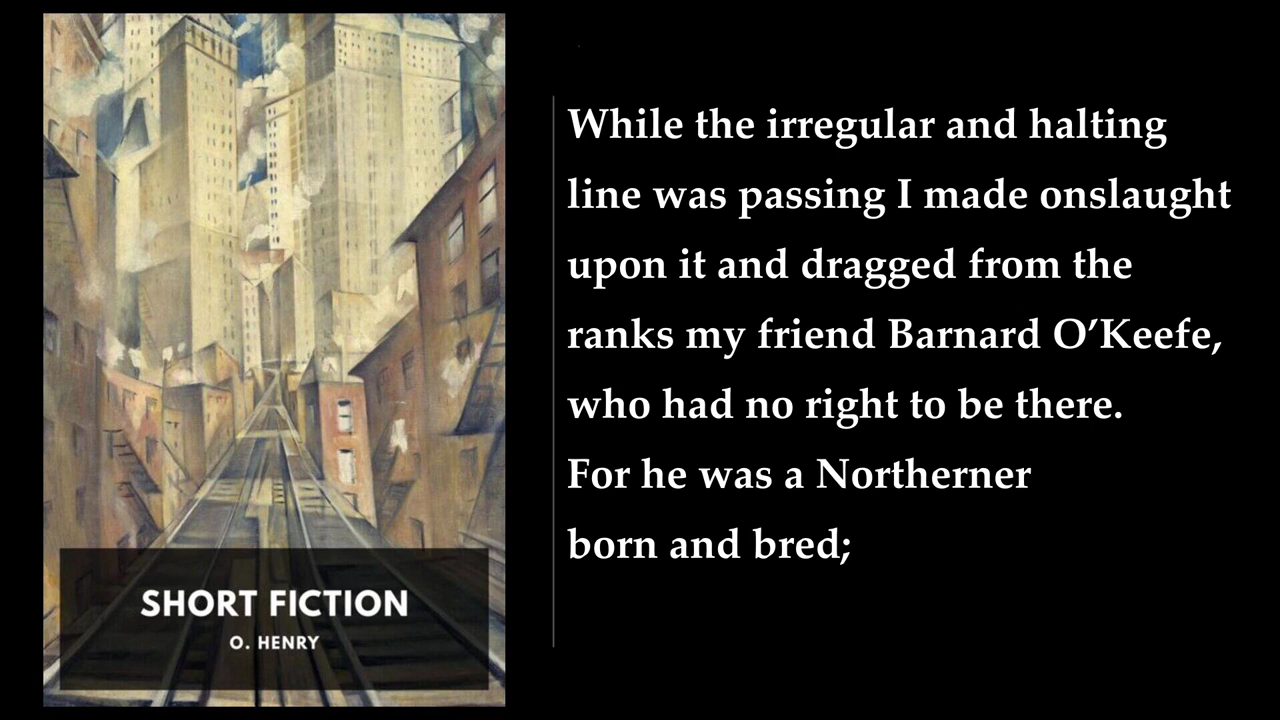 SHORT FICTION
O. HENRY
While the irregular and halting
line was passing I made onslaught
upon it and dragged from the
ranks my friend Barnard O’Keefe,
who had no right to be there.
For he was a Northerner
born and bred;